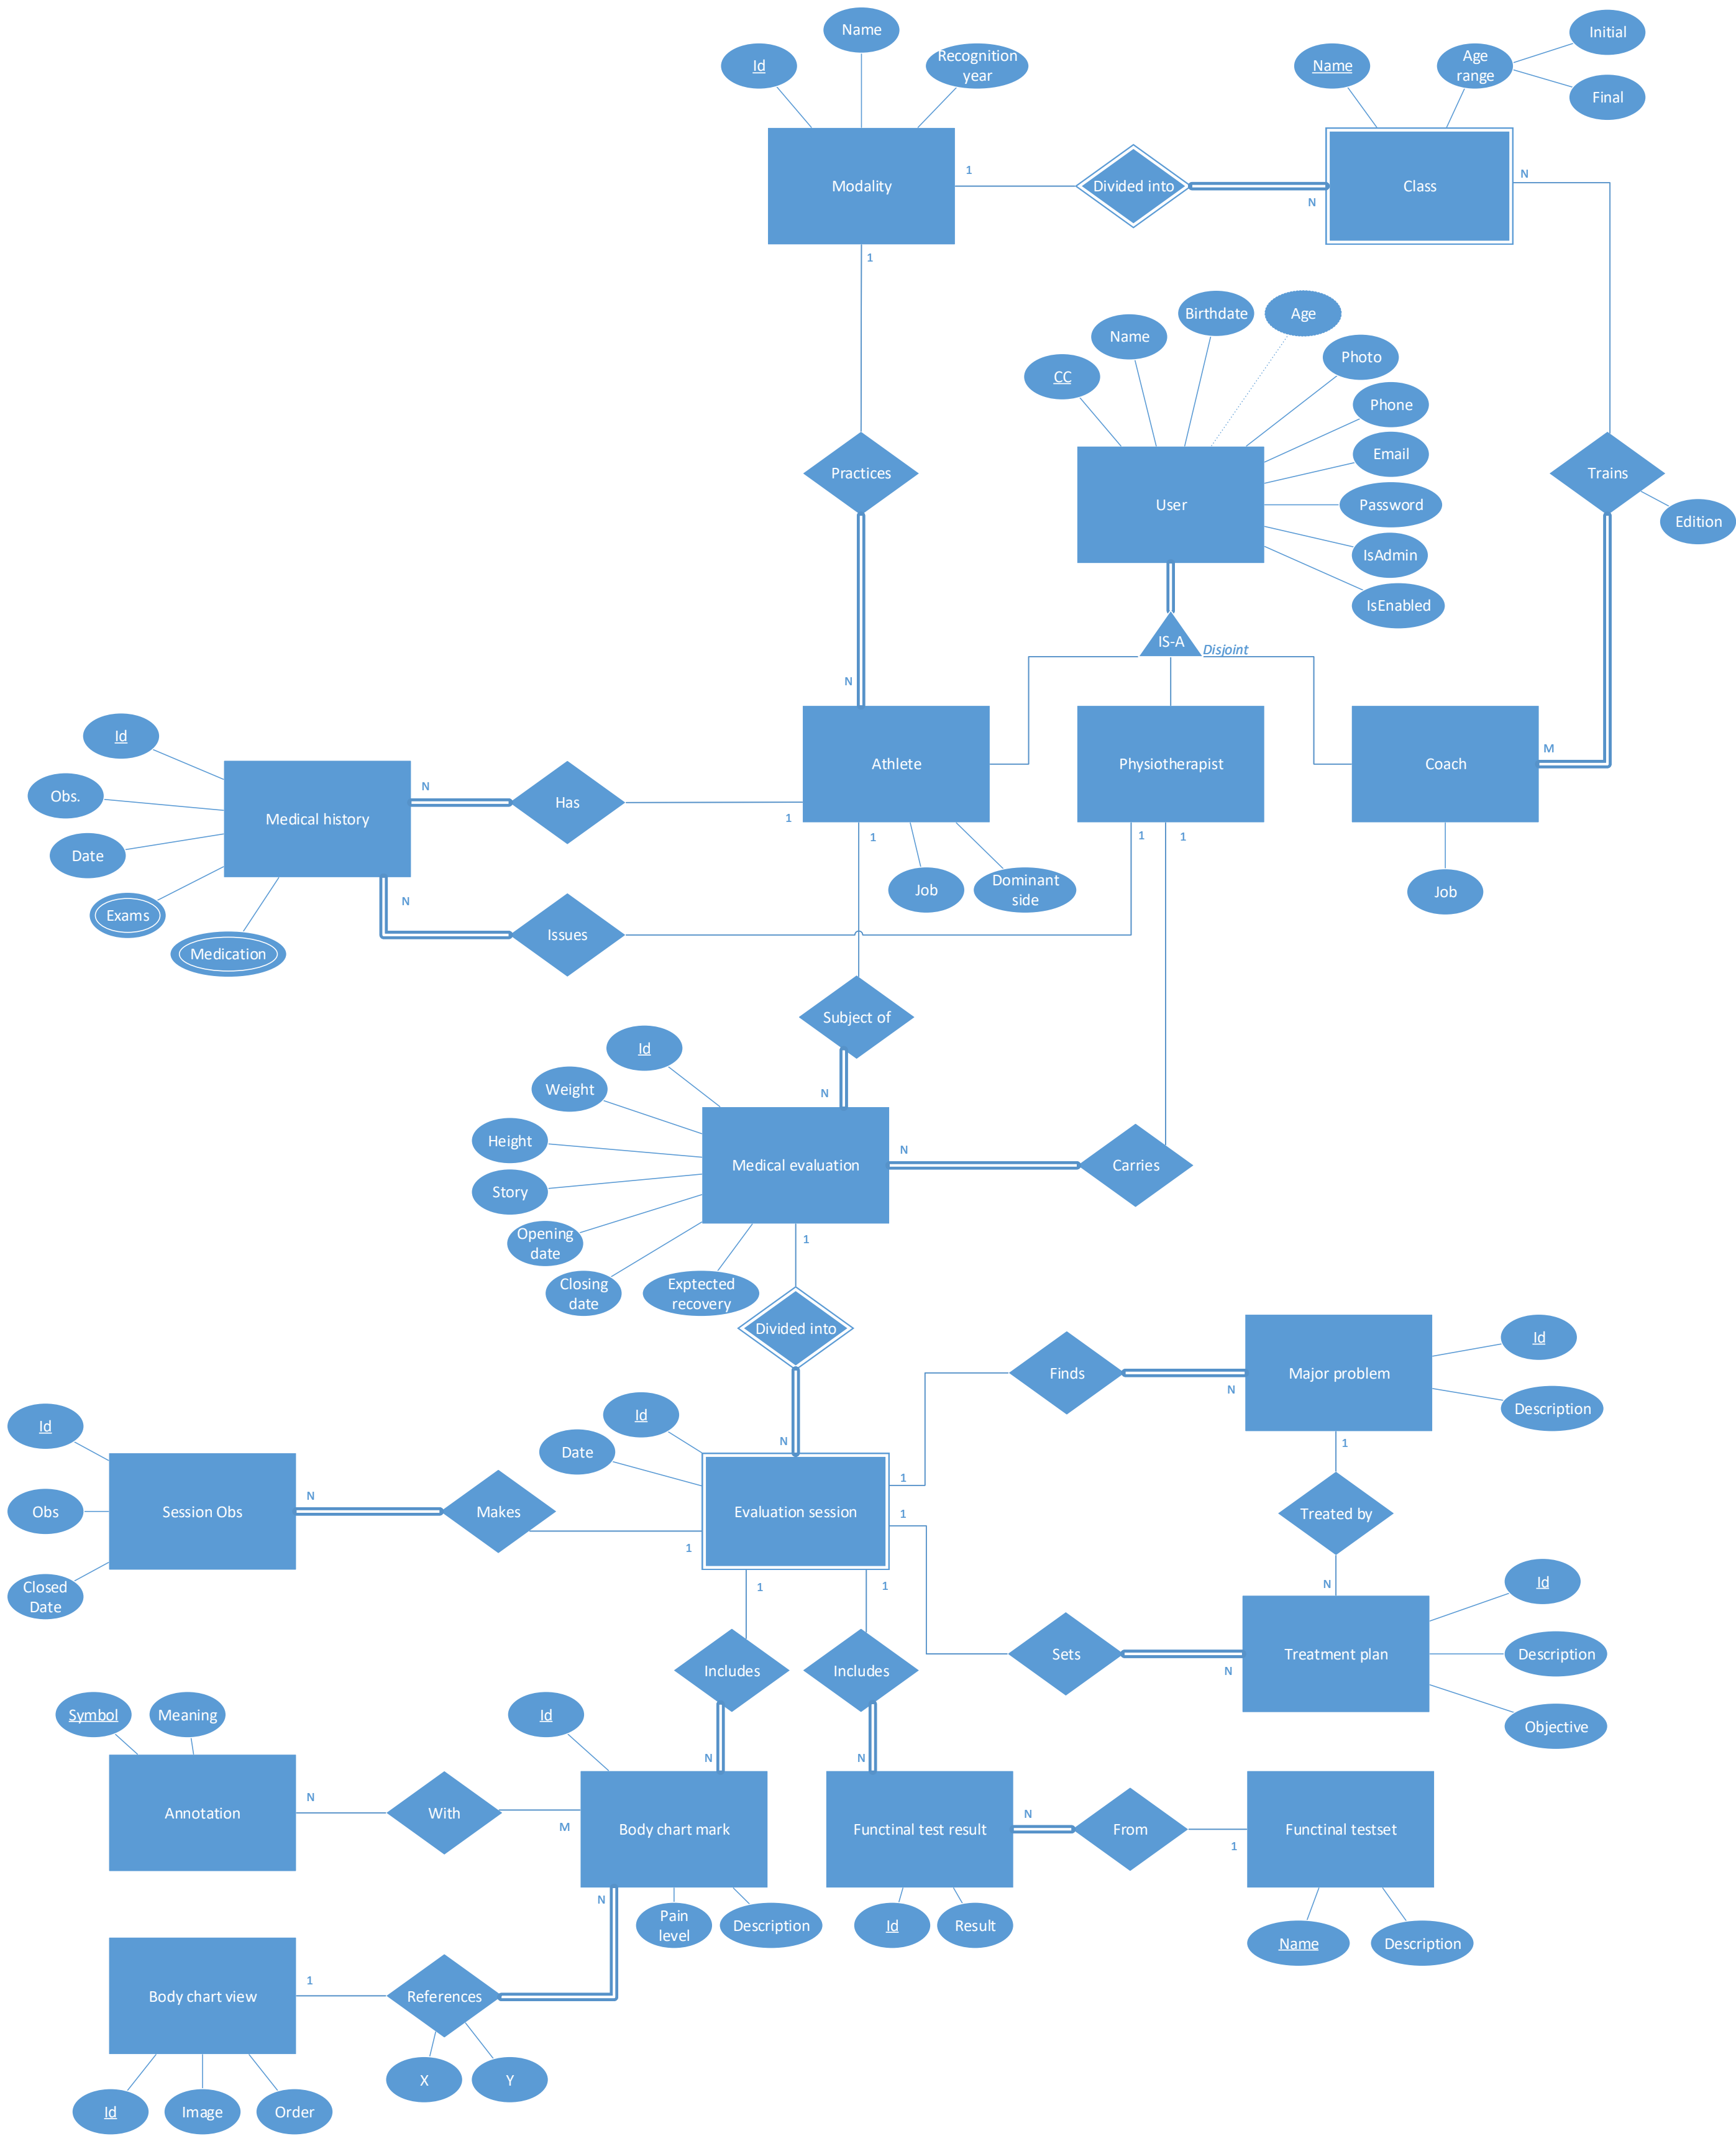 Name
Id
Recognition
year
Name
Age
range
Initial
Final
Modality
1
Divided into
N
Class
N
1
CC
Name
Birthdate
Age
Photo
Phone
Email
Password
IsAdmin
IsEnabled
User
Practices
Trains
Edition
IS-A
Disjoint
N
Athlete
Physiotherapist
Coach
M
Id
Obs.
Date
Exams
Medication
Medical history
N
Has
1
1
1
1
Job
Dominant
side
Job
N
Issues
Subject of
Id
Weight
Height
Story
Opening
date
Closing
date
Exptected
recovery
N
Medical evaluation
N
Carries
1
Divided into
Finds
N
Major problem
Id
Description
1
Id
Date
N
Id
Obs
Closed
Date
Session Obs
N
Makes
1
Evaluation session
1
1
Treated by
N
1
1
Includes
Includes
Sets
N
Treatment plan
Id
Description
Objective
Symbol
Meaning
Id
N
N
Annotation
N
With
M
Body chart mark
Functinal test result
N
From
1
Functinal testset
N
Pain
level
Description
Id
Result
Name
Description
Body chart view
1
References
X
Y
Id
Image
Order